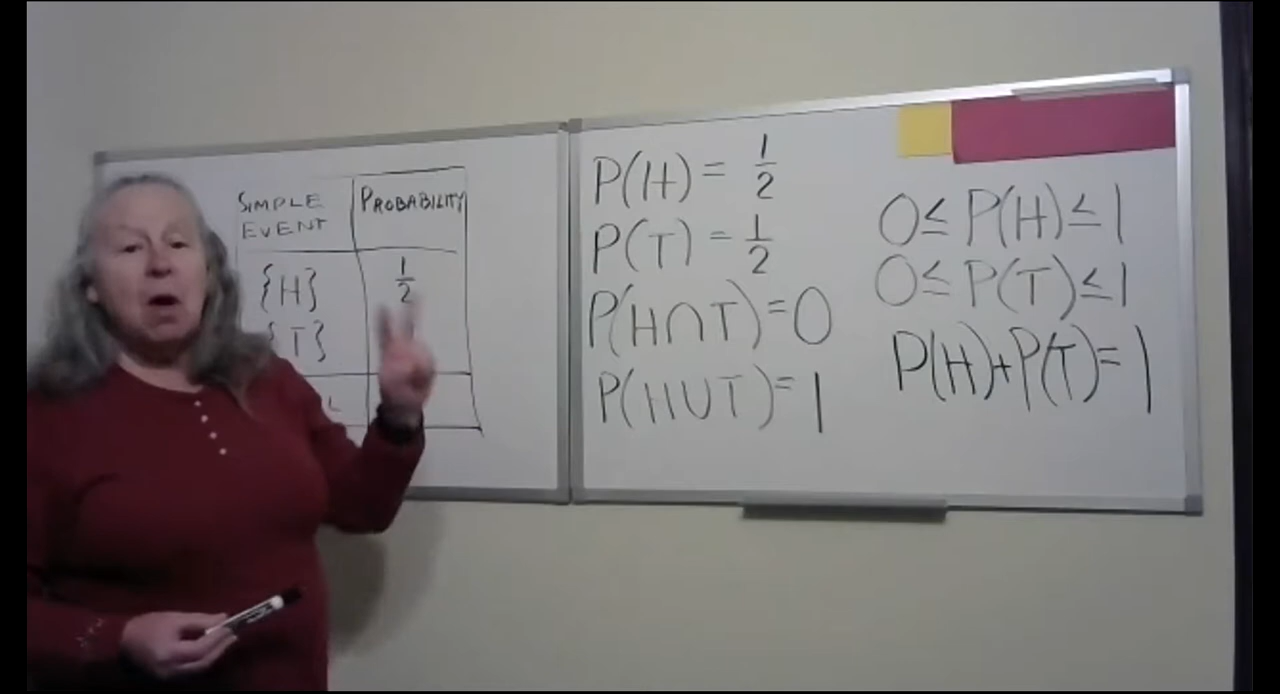 SIMPLE EVENT
PROBABILITY
{H}
1/2
{T}
L
P(H) = 1/2
P(T) = 1/2
P(H∩T) = 0
P(H∪T) = 1
0 ≤ P(H) ≤ 1
0 ≤ P(T) ≤ 1
P(H) + P(T) = 1